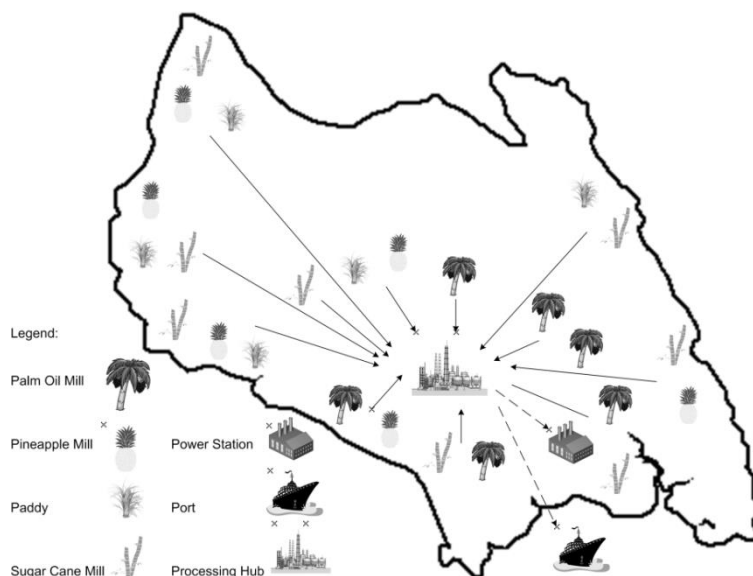 Legend:
Palm Oil Mill
Pineapple Mill
Power Station
Paddy
Port
Sugar Cane Mill
Processing Hub